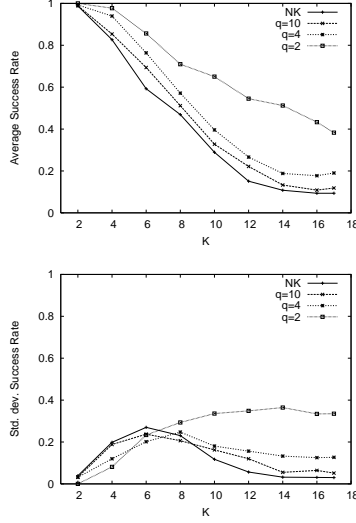 1
0.8
0.6
0.4
0.2
0
Average Success Rate
NK
q=10
q=4
q=2
2 4 6 8 10 12 14 16 18
K
1
0.8
0.6
0.4
0.2
0
Std. dev. Success Rate
NK
q=10
q=4
q=2
2 4 6 8 10 12 14 16 18
K